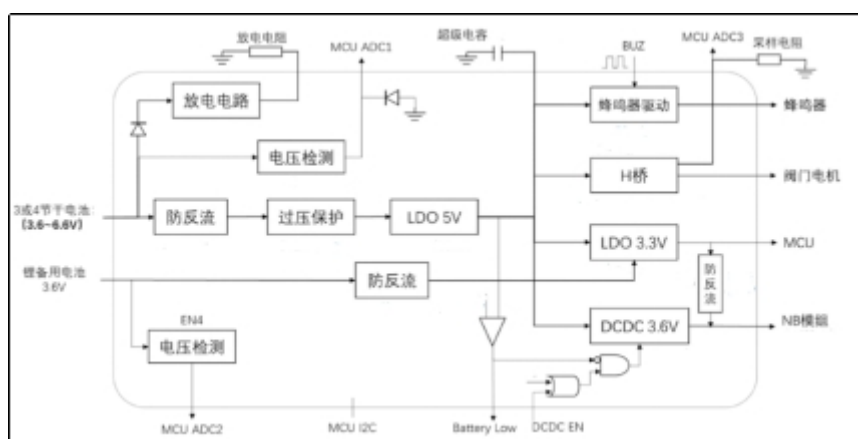 放电电阻
MCU ADC1
超级电容
BUZ
MCU ADC3
采样电阻
放电电路
蜂鸣器驱动
蜂鸣器
电压检测
H桥
阀门电机
3或4节干电池:
(3.6~6.6V)
防反流
过压保护
LDO 5V
LDO 3.3V
MCU
锂备用电池
3.6V
防反流
防反流
DCDC 3.6V
NB模组
EN4
电压检测
MCU ADC2
MCU I2C
Battery Low
DCDC EN